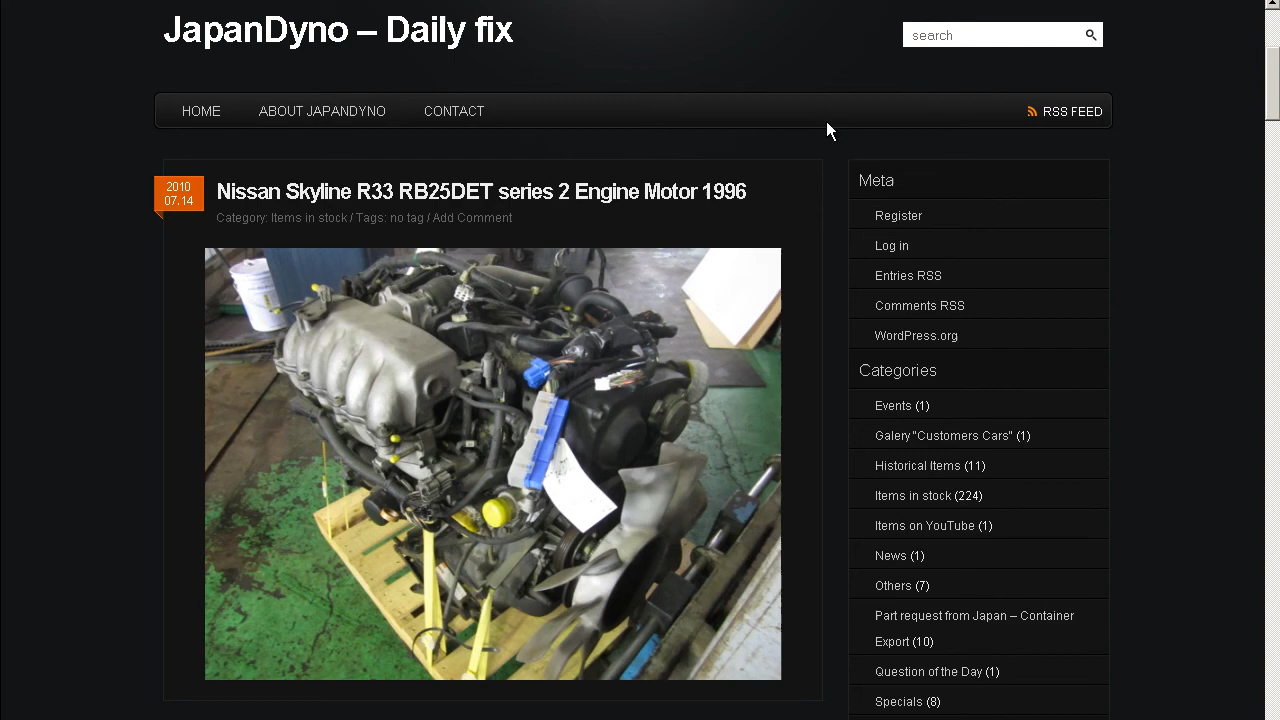 JapanDyno – Daily fix
search
HOME
ABOUT JAPANDYNO
CONTACT
RSS FEED
2010
07.14
Nissan Skyline R33 RB25DET series 2 Engine Motor 1996
Category: Items in stock / Tags: no tag / Add Comment
Meta
Register
Log in
Entries RSS
Comments RSS
WordPress.org
Categories
Events (1)
Galery "Customers Cars" (1)
Historical Items (11)
Items in stock (224)
Items on YouTube (1)
News (1)
Others (7)
Part request from Japan – Container
Export (10)
Question of the Day (1)
Specials (8)